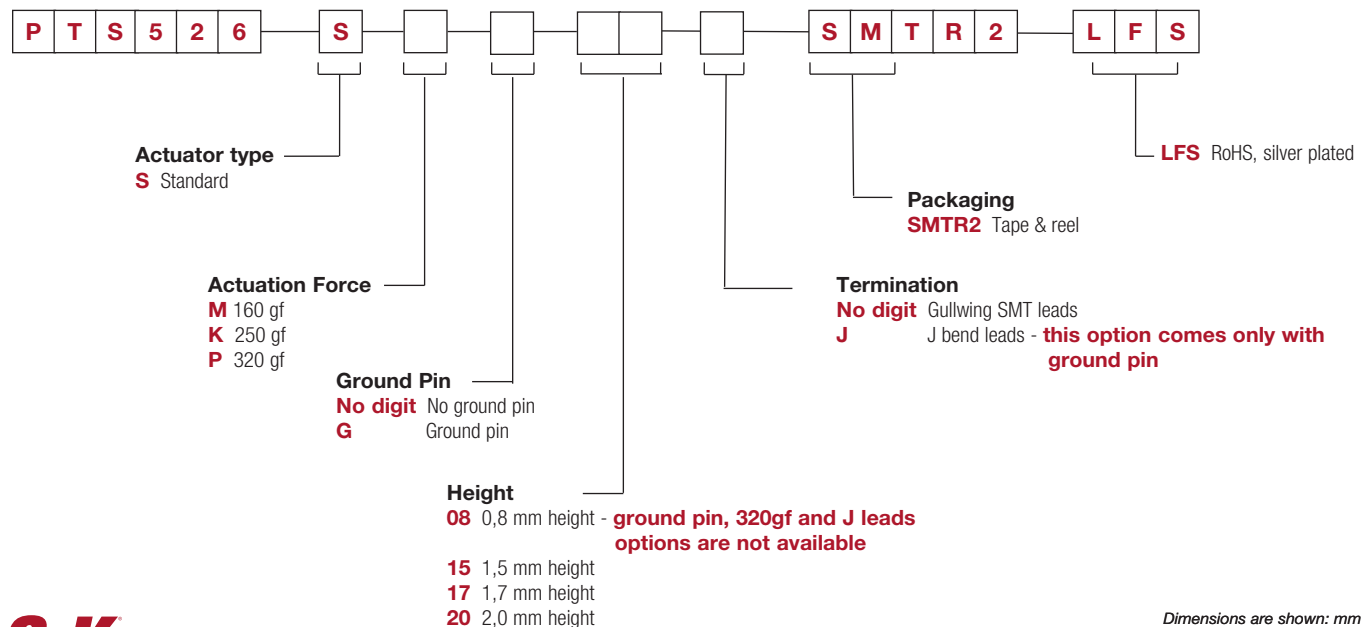 PTS526 S SMTR2 LFS
Actuator type
S Standard
LFS RoHS, silver plated
Packaging
SMTR2 Tape & reel
Actuation Force
M 160 gf
K 250 gf
P 320 gf
Termination
No digit Gullwing SMT leads
J J bend leads - this option comes only with
ground pin
Ground Pin
No digit No ground pin
G Ground pin
Height
08 0,8 mm height - ground pin, 320gf and J leads
options are not available
15 1,5 mm height
17 1,7 mm height
20 2,0 mm height
Dimensions are shown: mm